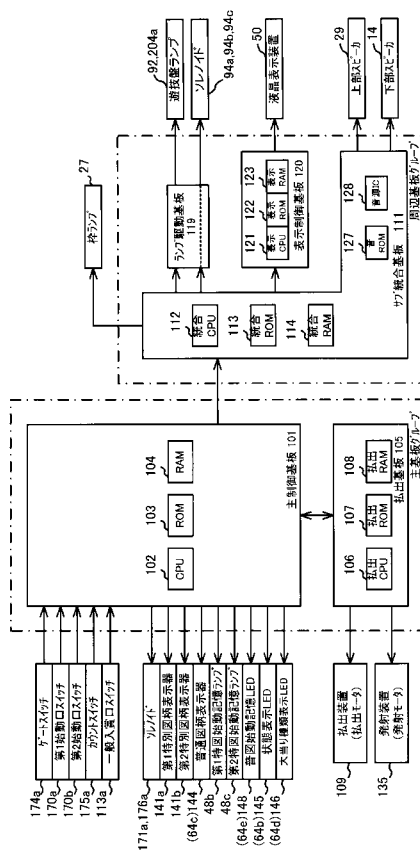 174a ゲートスイッチ
170a 第1始動口スイッチ
170b 第2始動口スイッチ
175a カウントスイッチ
113a 一般入賞口スイッチ
171a,176a ソレノイド
141a 第1特別図柄表示器
141b 第2特別図柄表示器
(64c)144 普通図柄表示器
48b 第1特図始動記憶ランプ
48c 第2特図始動記憶ランプ
(64e)148 普図始動記憶LED
(64b)145 状態表示LED
(64d)146 大当り種類表示LED
102 CPU
103 ROM
104 RAM
主制御基板 101
106 払出CPU
107 払出ROM
108 払出RAM
払出基板 105
主基板グループ
109 払出装置(払出モータ)
135 発射装置(発射モータ)
27 枠ランプ
112 統合CPU
113 統合ROM
114 統合RAM
ランプ駆動基板
119
121 表示CPU
122 表示ROM
123 表示RAM
表示制御基板 120
127 音ROM
128 音源IC
サブ統合基板 111
周辺基板グループ
92,204a 遊技盤ランプ
94a,94b,94c ソレノイド
50 液晶表示装置
29 上部スピーカ
14 下部スピーカ